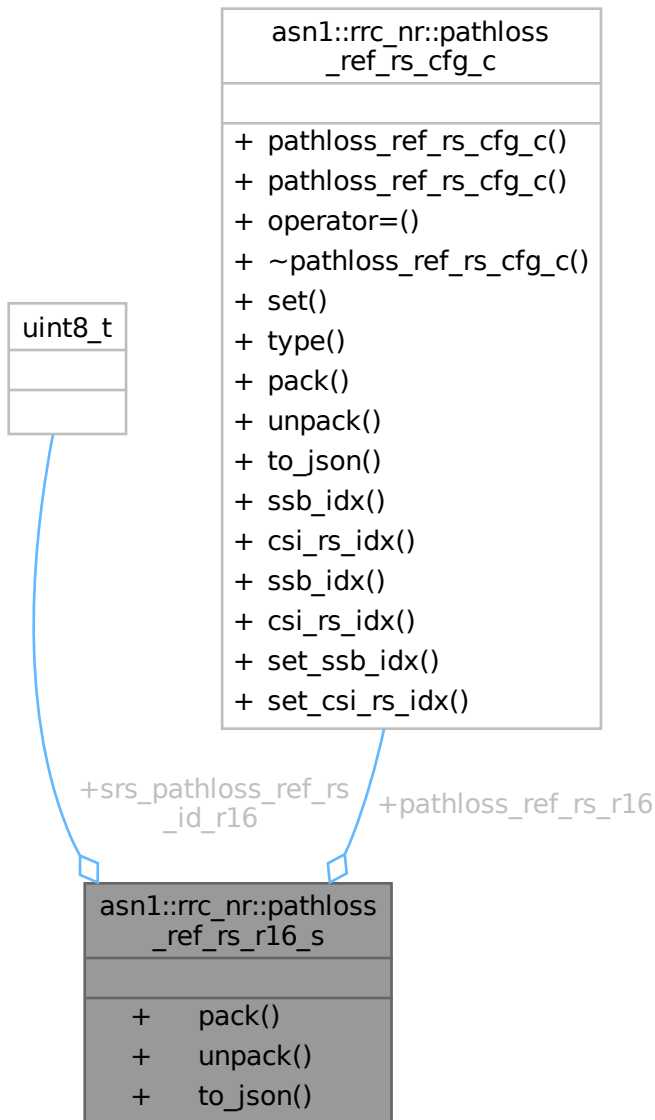 asn1::rrc_nr::pathloss
_ref_rs_cfg_c
+ pathloss_ref_rs_cfg_c()
+ pathloss_ref_rs_cfg_c()
+ operator=()
+ ~pathloss_ref_rs_cfg_c()
+ set()
+ type()
+ pack()
+ unpack()
+ to_json()
+ ssb_idx()
+ csi_rs_idx()
+ ssb_idx()
+ csi_rs_idx()
+ set_ssb_idx()
+ set_csi_rs_idx()
uint8_t
+srs_pathloss_ref_rs
_id_r16
+pathloss_ref_rs_r16
asn1::rrc_nr::pathloss
_ref_rs_r16_s
+ pack()
+ unpack()
+ to_json()